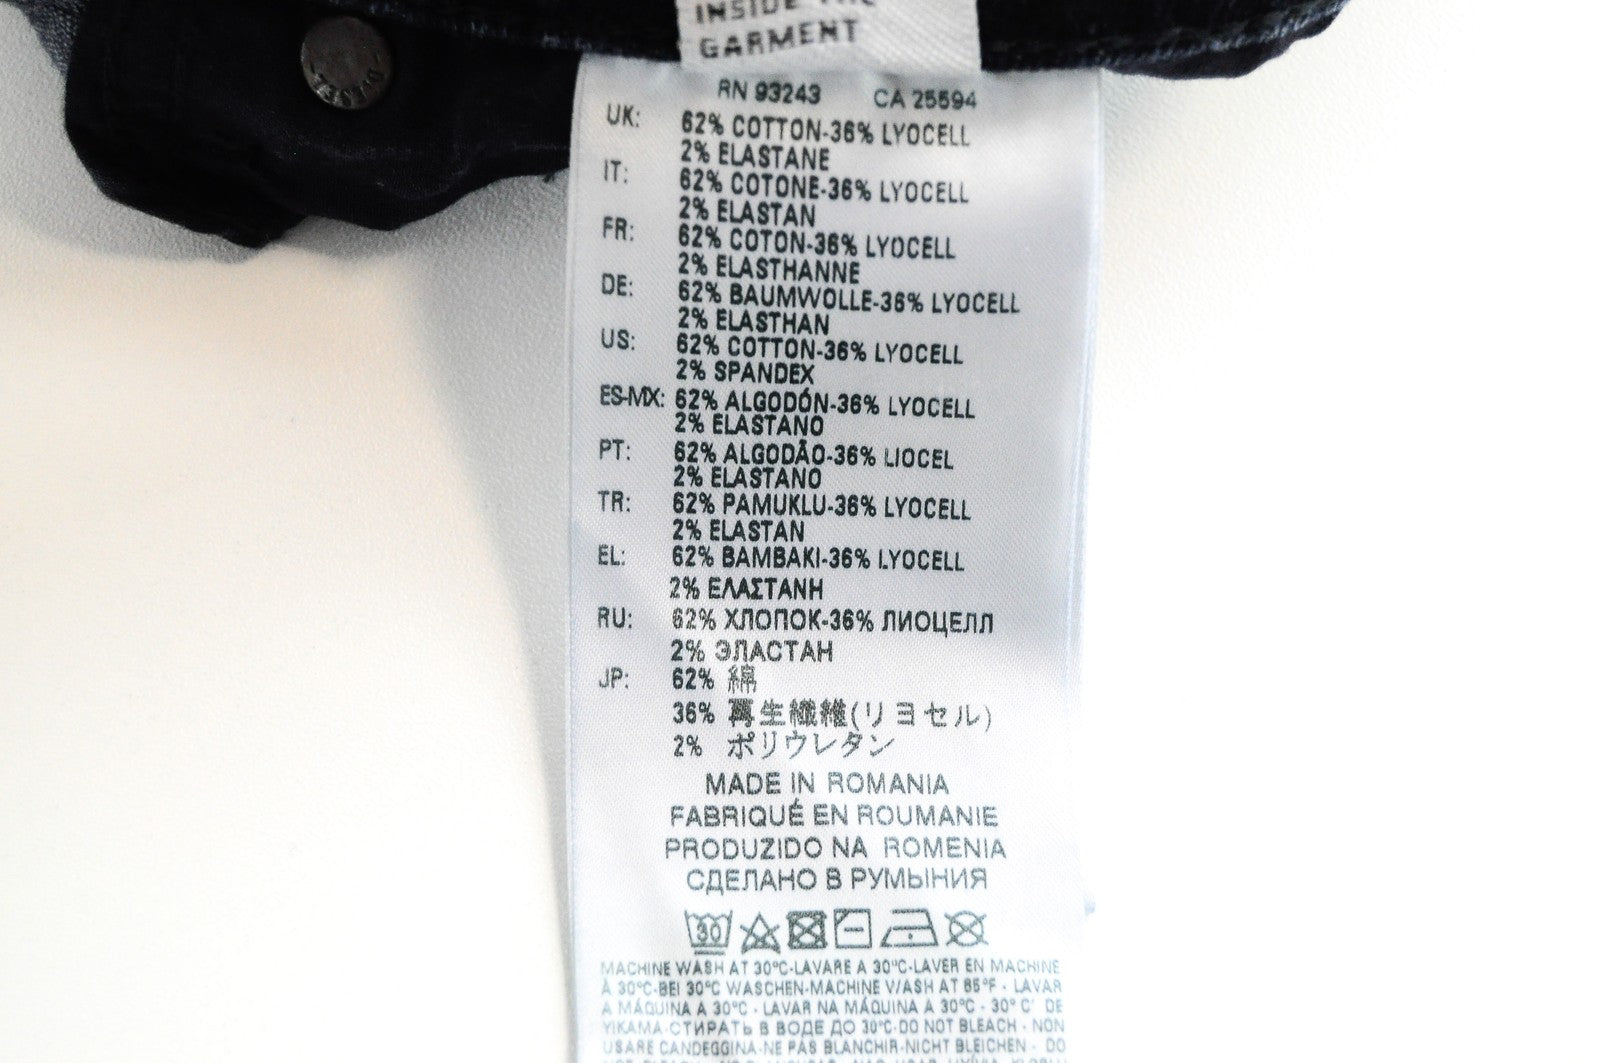 INSIDE THE
GARMENT
DIESEL
RN 93243 CA 25594
UK: 62% COTTON-36% LYOCELL
2% ELASTANE
IT: 62% COTONE-36% LYOCELL
2% ELASTAN
FR: 62% COTON-36% LYOCELL
2% ELASTHANNE
DE: 62% BAUMWOLLE-36% LYOCELL
2% ELASTHAN
US: 62% COTTON-36% LYOCELL
2% SPANDEX
ES-MX: 62% ALGODÓN-36% LYOCELL
2% ELASTANO
PT: 62% ALGODÃO-36% LIOCEL
2% ELASTANO
TR: 62% PAMUKLU-36% LYOCELL
2% ELASTAN
EL: 62% BAMBAKI-36% LYOCELL
2% ΕΛΑΣΤΑΝΗ
RU: 62% ХЛОПОК-36% ЛИОЦЕЛЛ
2% ЭЛАСТАН
JP: 62% 綿
36% 再生繊維(リヨセル)
2% ポリウレタン
MADE IN ROMANIA
FABRIQUÉ EN ROUMANIE
PRODUZIDO NA ROMENIA
СДЕЛАНО В РУМЫНИЯ
30
MACHINE WASH AT 30°C-LAVARE A 30°C-LAVER EN MACHINE
À 30°C-BEI 30°C WASCHEN-MACHINE WASH AT 85°F - LAVAR
A MÁQUINA A 30°C - LAVAR NA MÁQUINA A 30°C - 30° C' DE
YIKAMA-СТИРАТЬ В ВОДЕ ДО 30°C-DO NOT BLEACH - NON
USARE CANDEGGINA-NE PAS BLANCHIR-NICHT BLEICHEN - DO